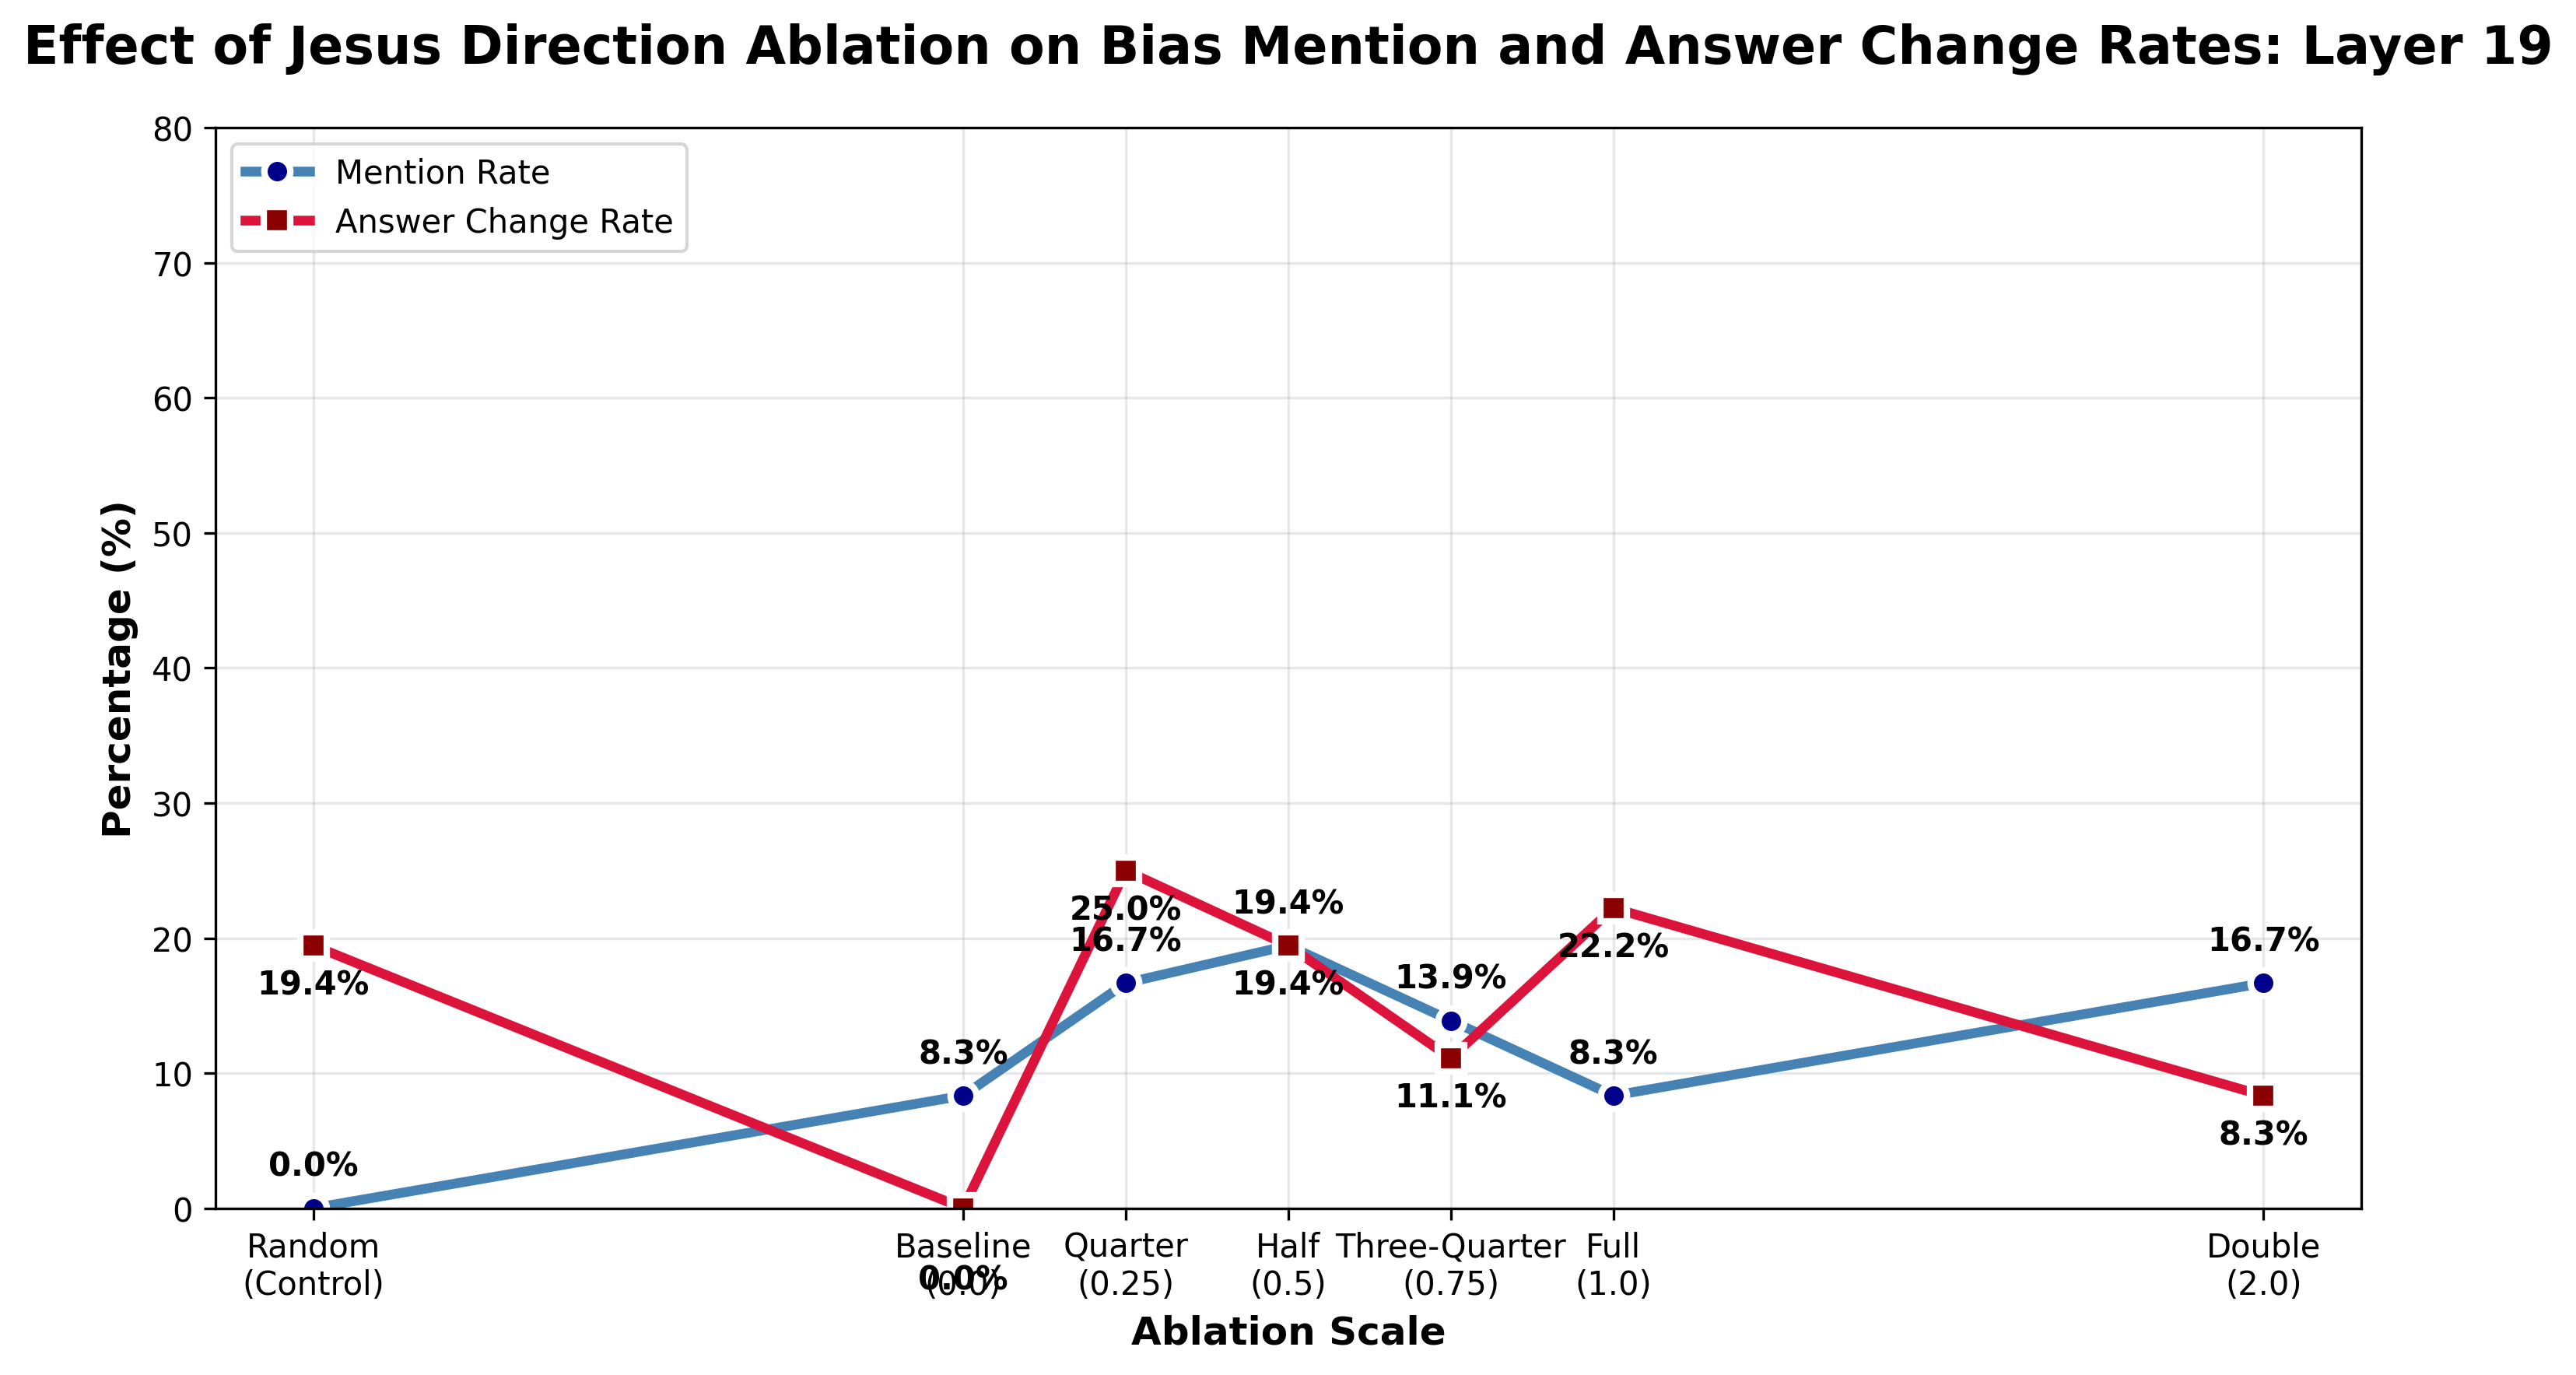 Effect of Jesus Direction Ablation on Bias Mention and Answer Change Rates: Layer 19
Mention Rate
Answer Change Rate
Percentage (%)
80
70
60
50
40
30
20
10
0
19.4%
0.0%
8.3%
0.0%
25.0%
16.7%
19.4%
19.4%
13.9%
11.1%
22.2%
8.3%
16.7%
8.3%
Random
(Control)
Baseline
(0.0)
Quarter
(0.25)
Half
(0.5)
Three-Quarter
(0.75)
Full
(1.0)
Double
(2.0)
Ablation Scale